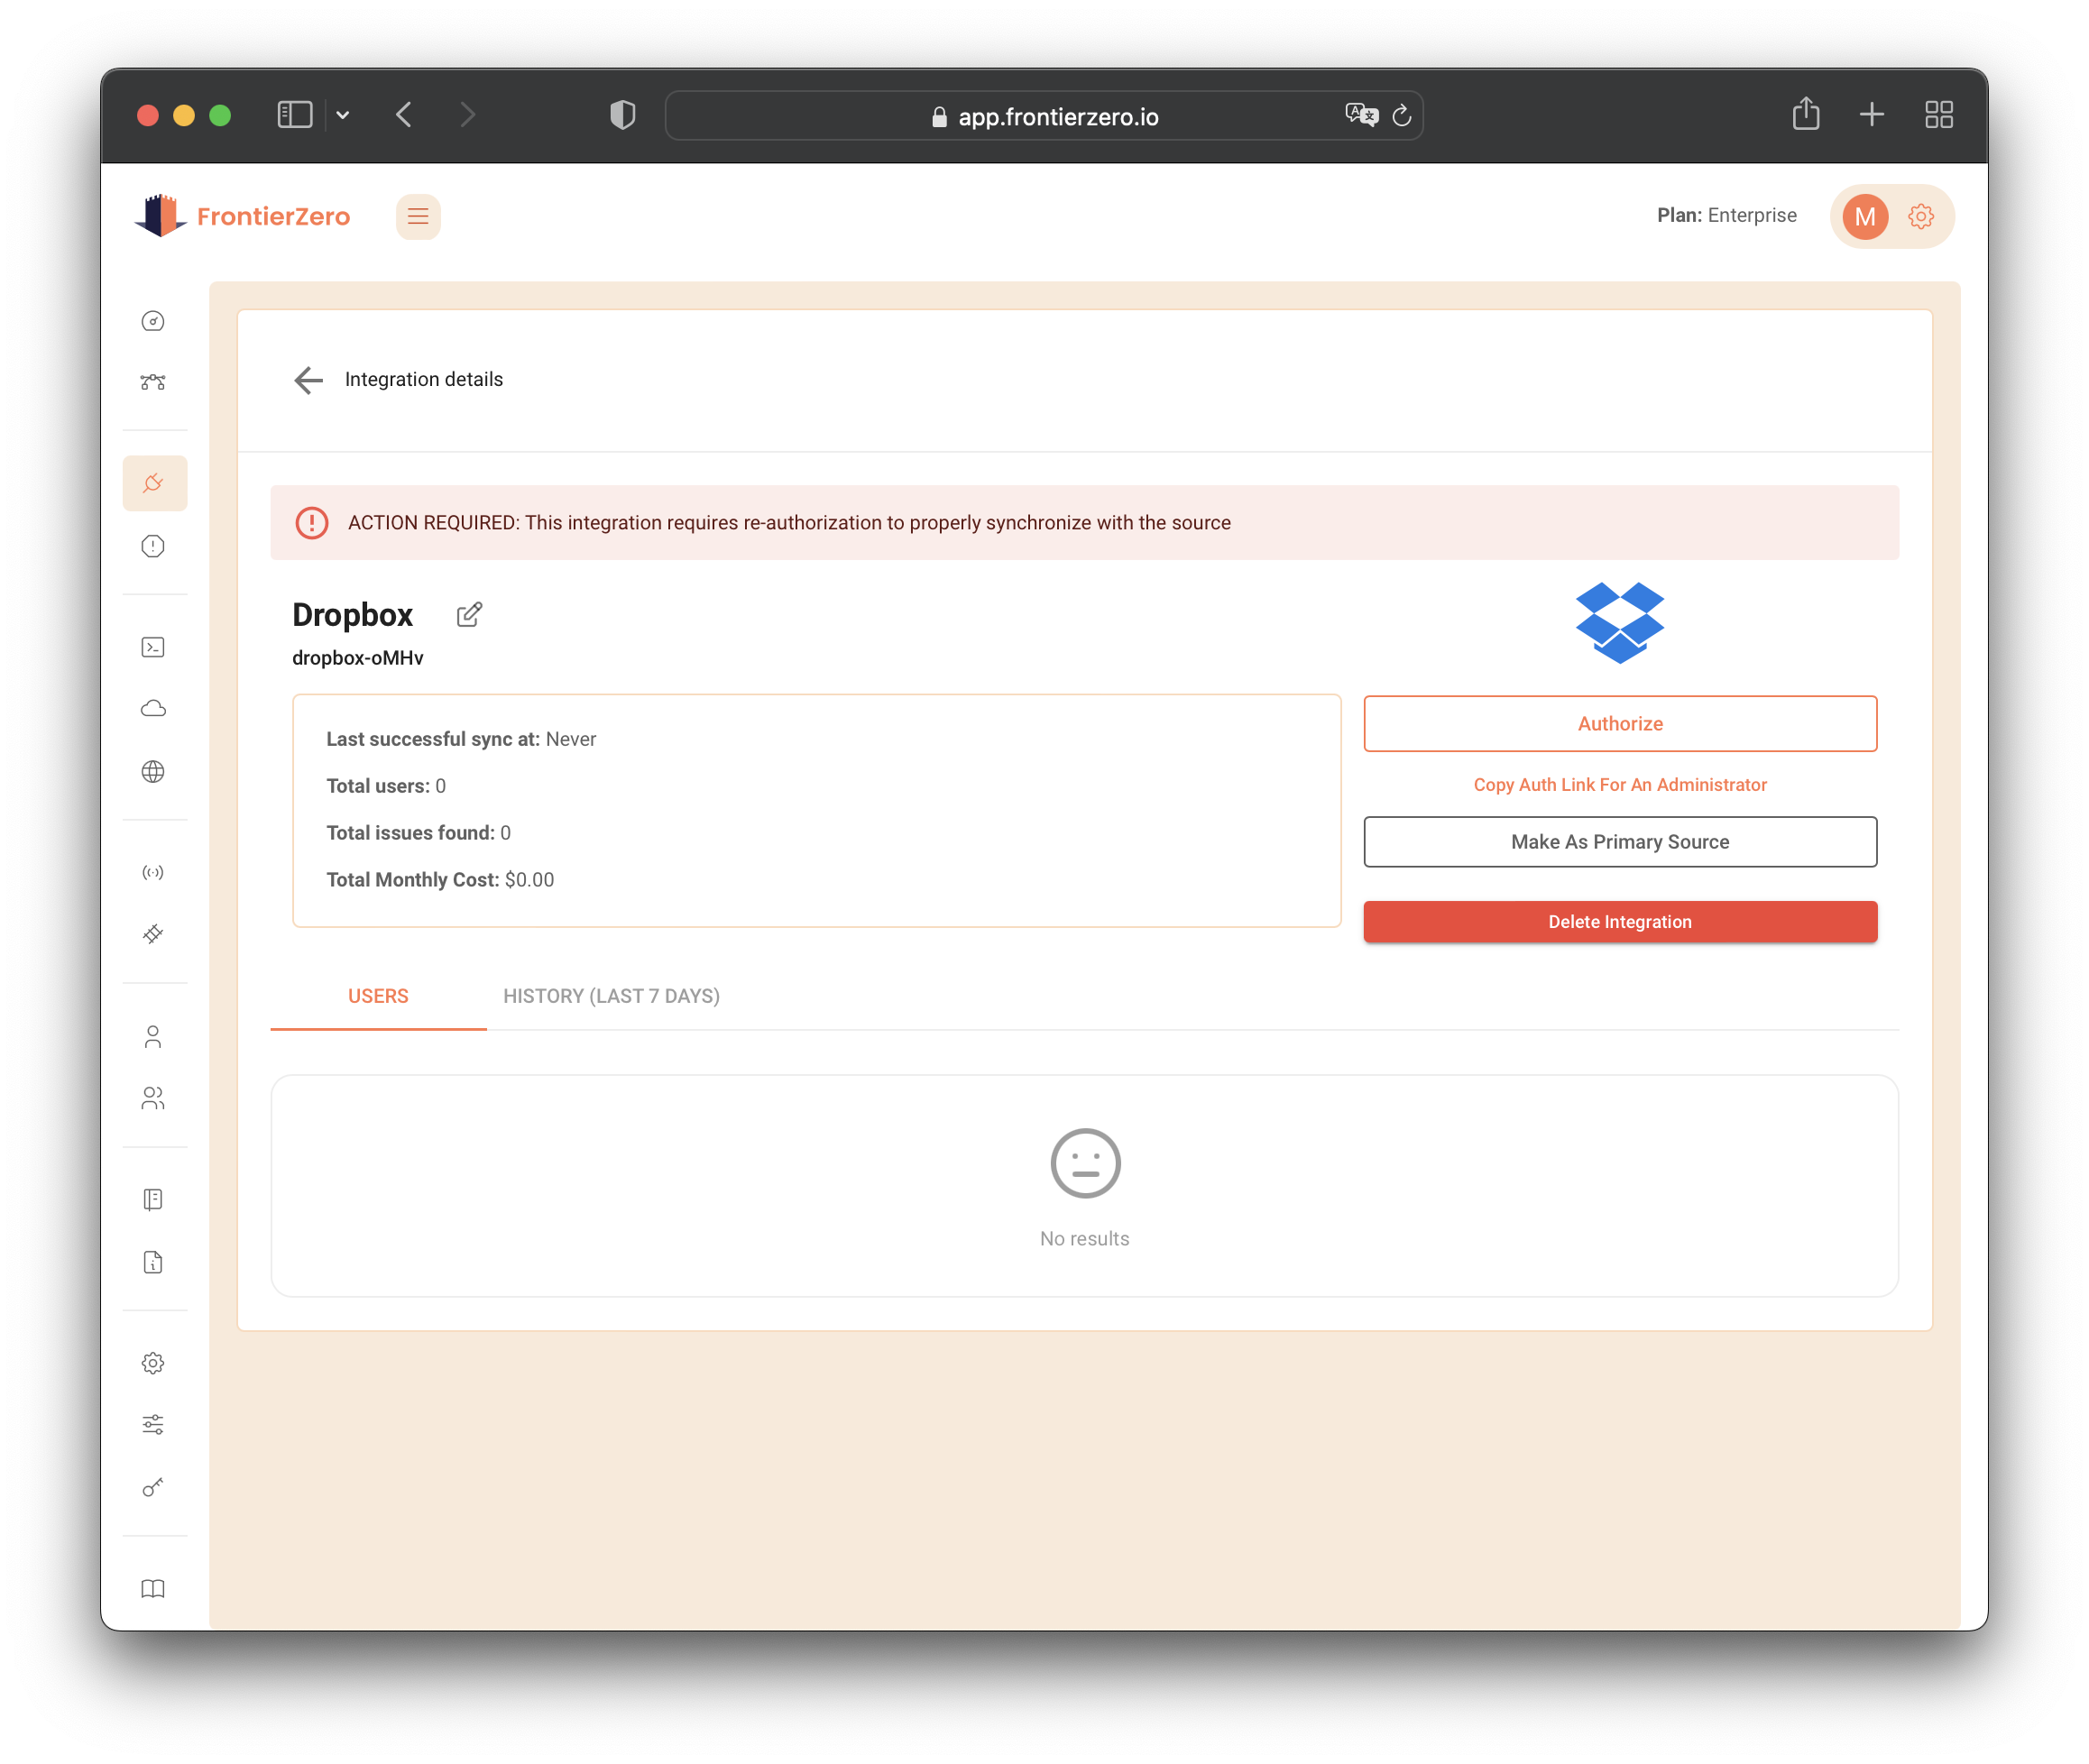 app.frontierzero.io
FrontierZero
Plan: Enterprise
M
Integration details
ACTION REQUIRED: This integration requires re-authorization to properly synchronize with the source
Dropbox
dropbox-oMHv
Last successful sync at: Never
Total users: 0
Total issues found: 0
Total Monthly Cost: $0.00
Authorize
Copy Auth Link For An Administrator
Make As Primary Source
Delete Integration
USERS
HISTORY (LAST 7 DAYS)
No results